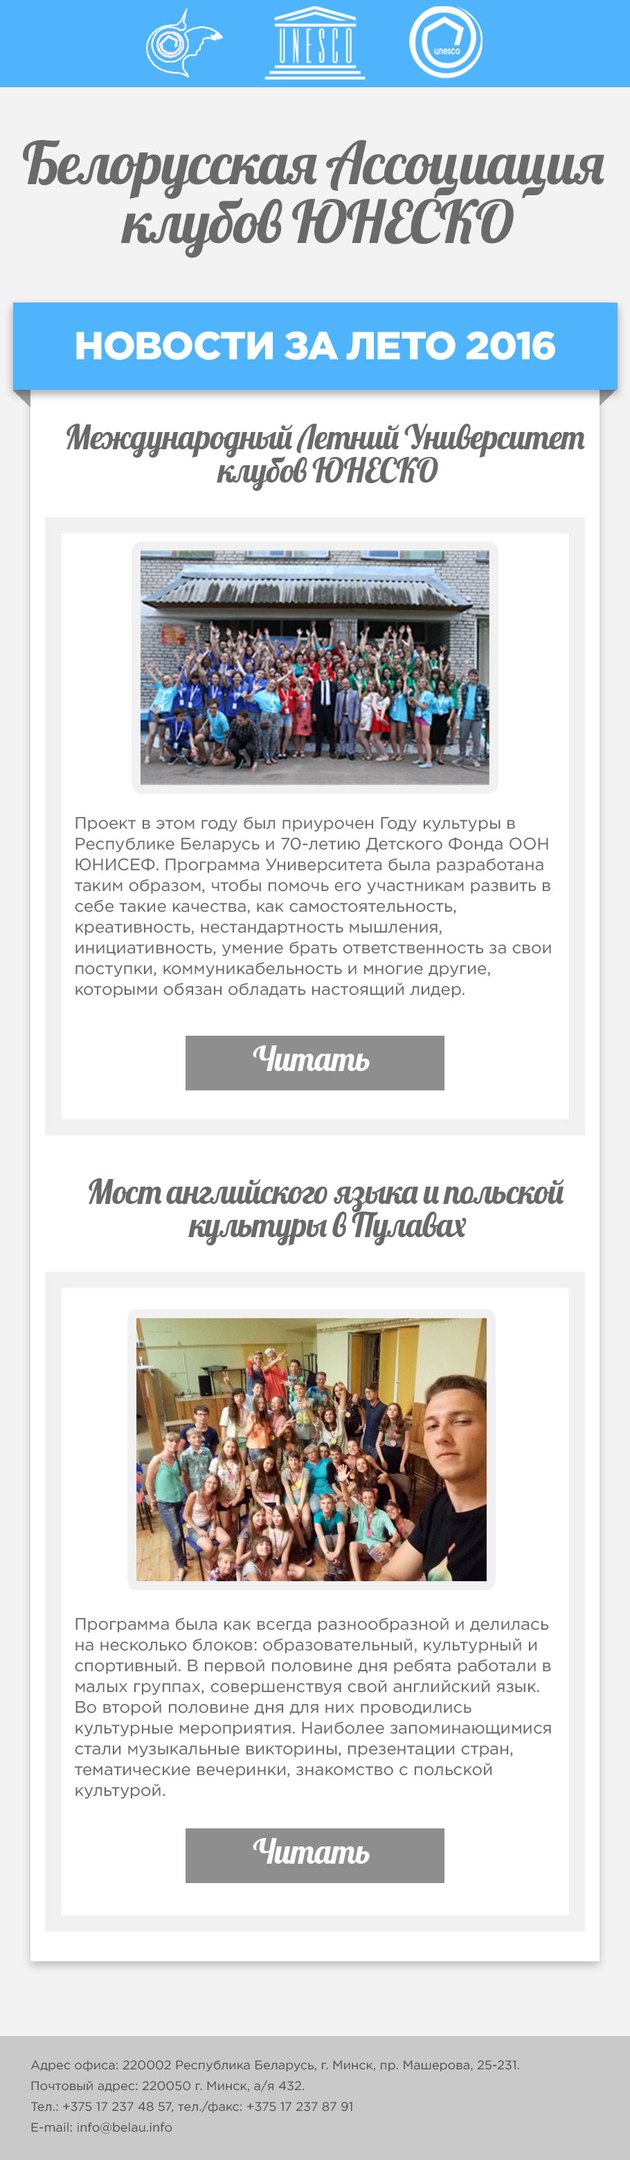 UNESCO
unesco
Белорусская Ассоциация
клубов ЮНЕСКО
НОВОСТИ ЗА ЛЕТО 2016
Международный Летний Университет
клубов ЮНЕСКО
Проект в этом году был приурочен Году культуры в
Республике Беларусь и 70-летию Детского Фонда ООН
ЮНИСЕФ. Программа Университета была разработана
таким образом, чтобы помочь его участникам развить в
себе такие качества, как самостоятельность,
креативность, нестандартность мышления,
инициативность, умение брать ответственность за свои
поступки, коммуникабельность и многие другие,
которыми обязан обладать настоящий лидер.
Читать
Мост английского языка и польской
культуры в Пулавах
Программа была как всегда разнообразной и делилась
на несколько блоков: образовательный, культурный и
спортивный. В первой половине дня ребята работали в
малых группах, совершенствуя свой английский язык.
Во второй половине дня для них проводились
культурные мероприятия. Наиболее запоминающимися
стали музыкальные викторины, презентации стран,
тематические вечеринки, знакомство с польской
культурой.
Читать
Адрес офиса: 220002 Республика Беларусь, г. Минск, пр. Машерова, 25-231.
Почтовый адрес: 220050 г. Минск, а/я 432.
Тел.: +375 17 237 48 57, тел./факс: +375 17 237 87 91
E-mail: info@belau.info